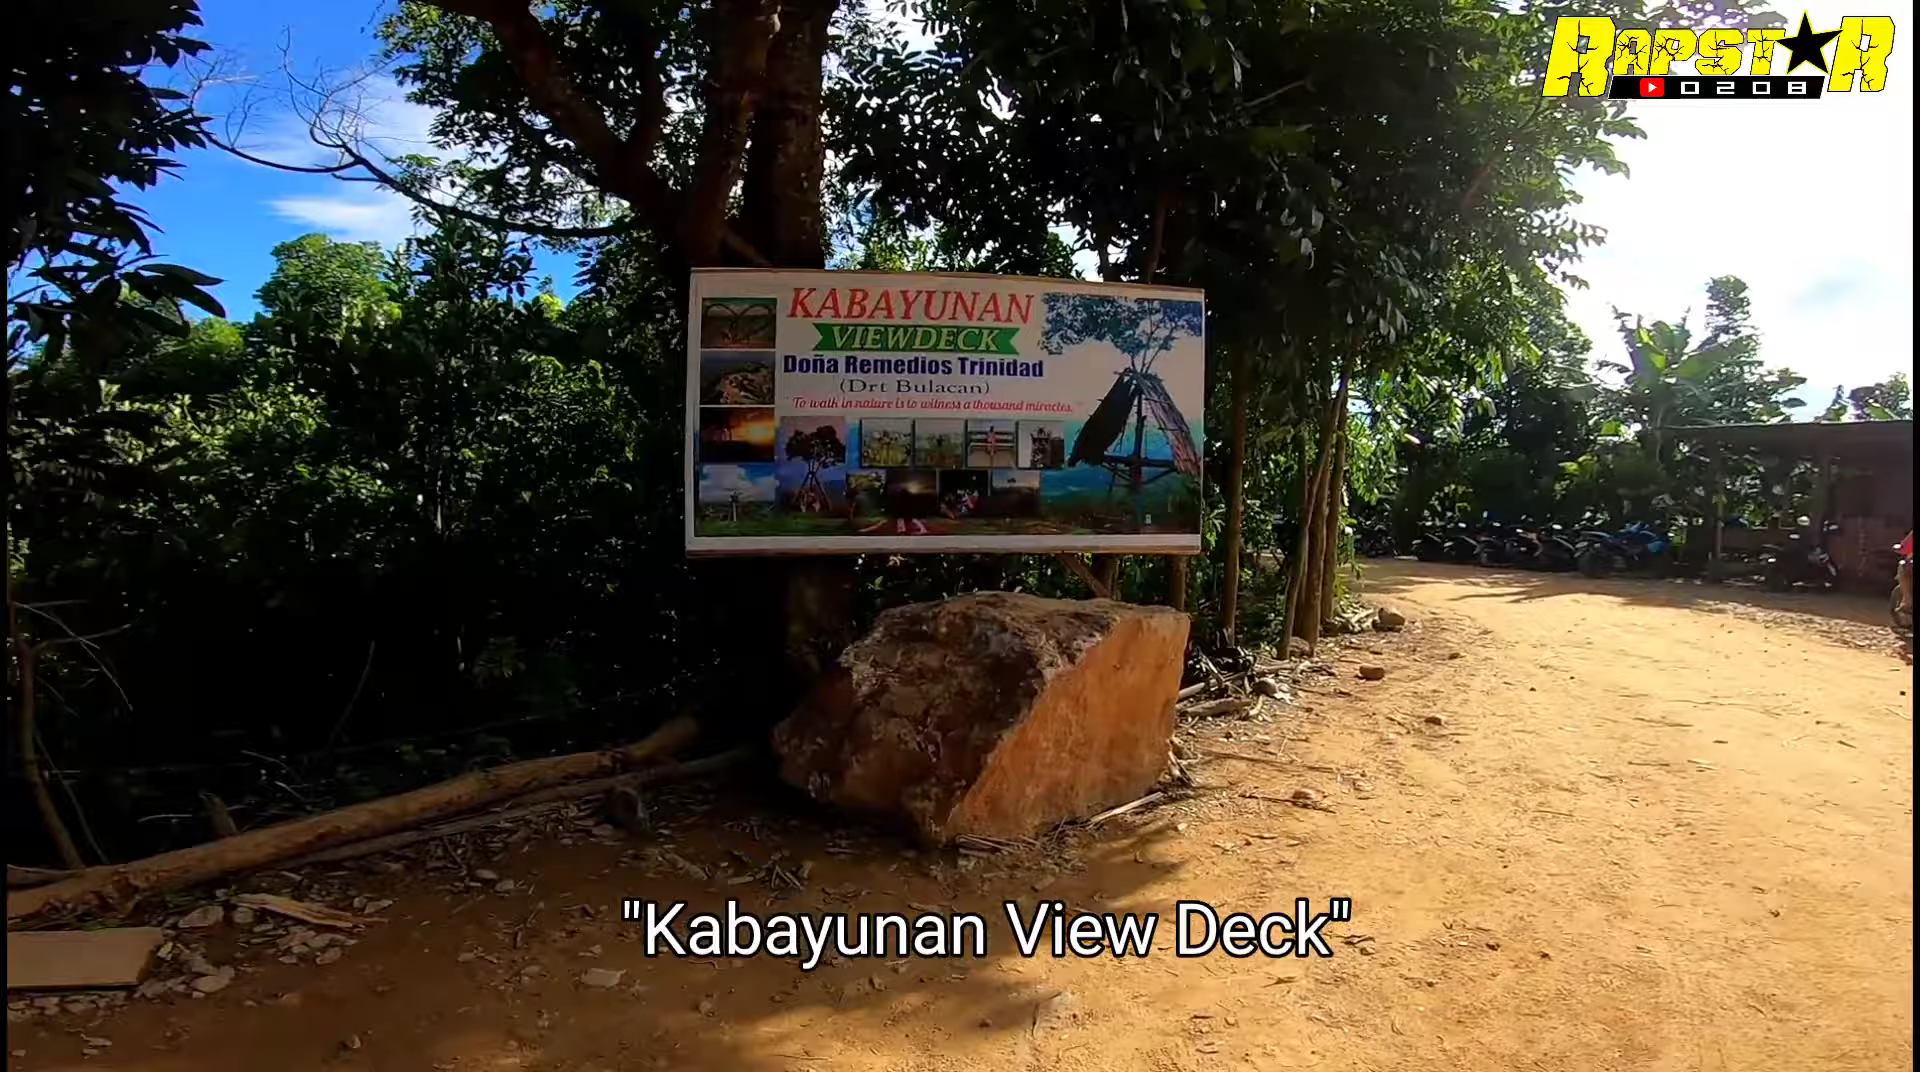 RAPSTAR
0208
KABAYUNAN
VIEWDECK
Doña Remedios Trinidad
(Drt Bulacan)
"To walk in nature is to witness a thousand miracles."
"Kabayunan View Deck"